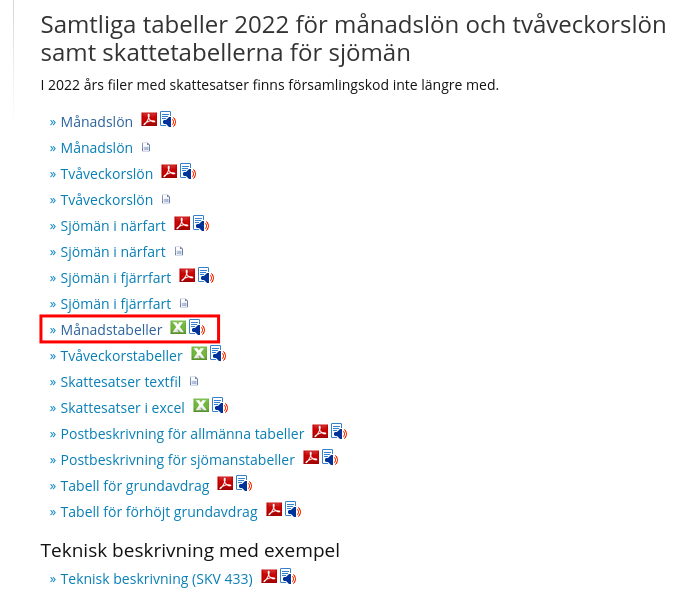 Samtliga tabeller 2022 för månadslön och tvåveckorslön
samt skattetabellerna för sjömän
I 2022 års filer med skattesatser finns församlingskod inte längre med.
» Månadslön
» Månadslön
» Tvåveckorslön
» Tvåveckorslön
» Sjömän i närfart
» Sjömän i närfart
» Sjömän i fjärrfart
» Sjömän i fjärrfart
» Månadstabeller
» Tvåveckorstabeller
» Skattesatser textfil
» Skattesatser i excel
» Postbeskrivning för allmänna tabeller
» Postbeskrivning för sjömanstabeller
» Tabell för grundavdrag
» Tabell för förhöjt grundavdrag
Teknisk beskrivning med exempel
» Teknisk beskrivning (SKV 433)